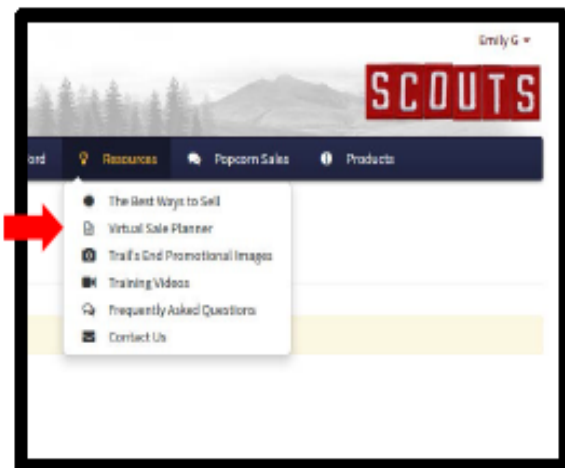 Emily G
SCOUTS
ord Resources Popcorn Sales Products
The Best Ways to Sell
Virtual Sale Planner
Trail's End Promotional Images
Training Videos
Frequently Asked Questions
Contact Us